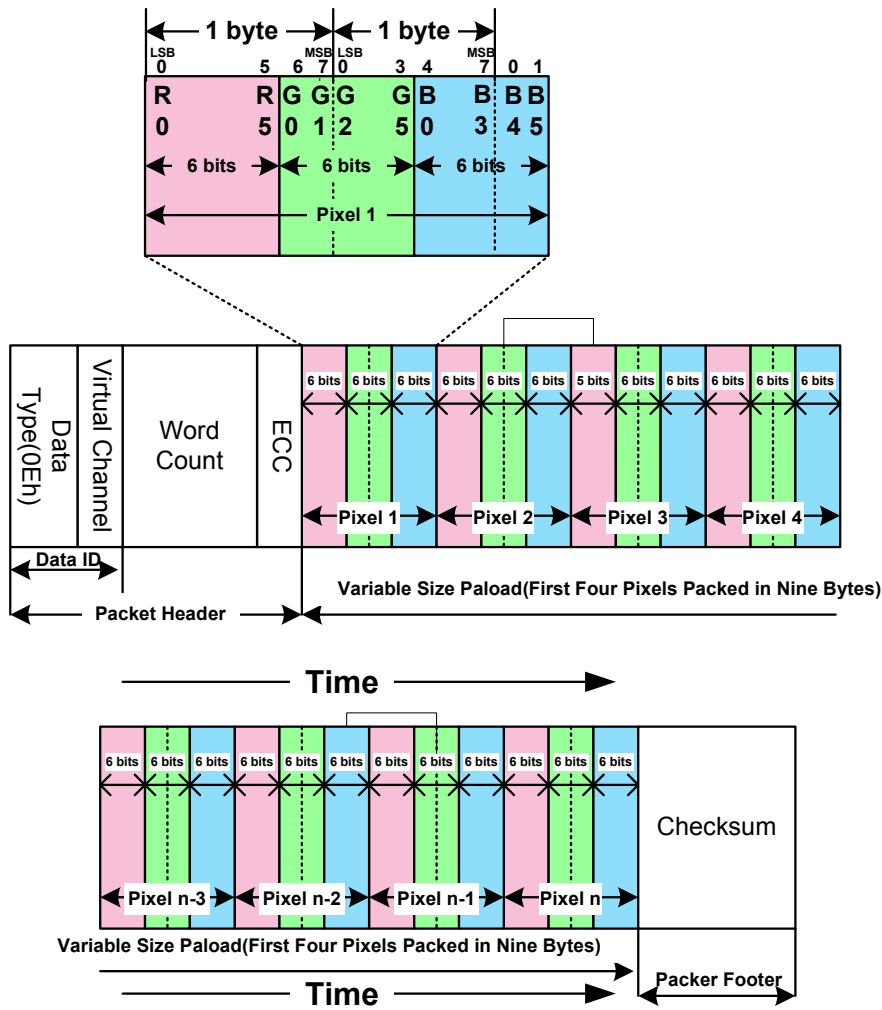 1 byte 1 byte
LSB MSB LSB MSB
0 5 6 7 0 3 4 7 0 1
R R G G G G B B B B
0 5 0 1 2 5 0 3 4 5
6 bits 6 bits 6 bits
Pixel 1
Data Type(0Eh)
Virtual Channel
Word Count
ECC
6 bits 6 bits 6 bits 6 bits 6 bits 6 bits 5 bits 6 bits 6 bits 6 bits 6 bits 6 bits
Pixel 1 Pixel 2 Pixel 3 Pixel 4
Data ID
Variable Size Paload(First Four Pixels Packed in Nine Bytes)
Packet Header
Time
6 bits 6 bits 6 bits 6 bits 6 bits 6 bits 6 bits 6 bits 6 bits 6 bits 6 bits 6 bits
Checksum
Pixel n-3 Pixel n-2 Pixel n-1 Pixel n
Variable Size Paload(First Four Pixels Packed in Nine Bytes)
Packer Footer
Time